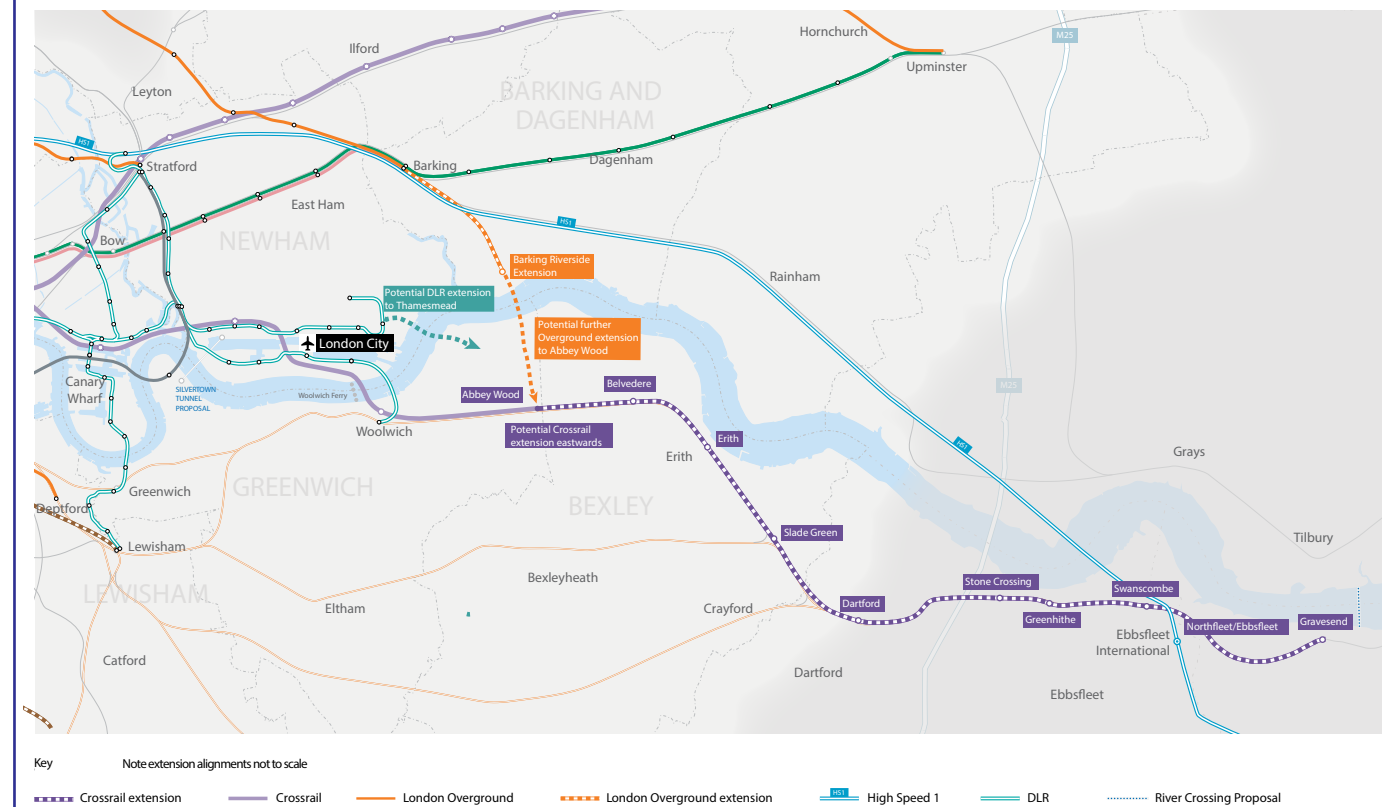 Hornchurch
M25
Ilford
Upminster
Leyton
BARKING AND
DAGENHAM
HS1
Stratford
Barking
Dagenham
East Ham
HS1
Bow
NEWHAM
Barking Riverside
Extension
Rainham
Potential DLR extension
to Thamesmead
Potential further
Overground extension
to Abbey Wood
London City
Canary
Wharf
SILVERTOWN
TUNNEL
PROPOSAL
Woolwich Ferry
Abbey Wood
Belvedere
M25
Woolwich
Potential Crossrail
extension eastwards
Erith
Erith
HS1
Grays
GREENWICH
Greenwich
BEXLEY
Deptford
Slade Green
Tilbury
Lewisham
LEWISHAM
Bexleyheath
Eltham
Crayford
Dartford
Stone Crossing
Greenhithe
Swanscombe
Northfleet/Ebbsfleet
Gravesend
Ebbsfleet
International
Catford
Dartford
Ebbsfleet
Key
Note extension alignments not to scale
Crossrail extension
Crossrail
London Overground
London Overground extension
HS1
High Speed 1
DLR
River Crossing Proposal